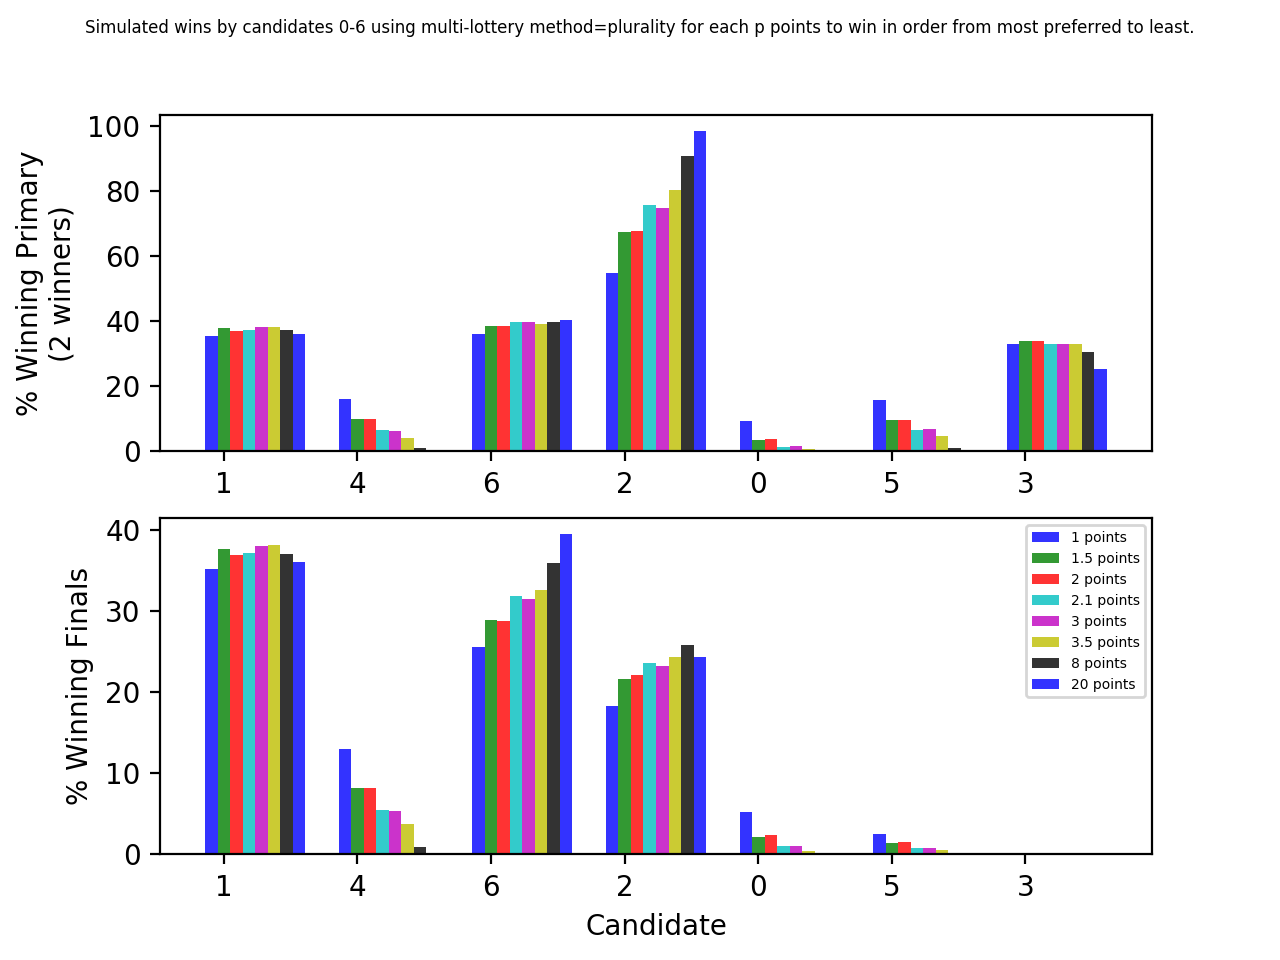 Simulated wins by candidates 0-6 using multi-lottery method=plurality for each p points to win in order from most preferred to least.
% Winning Primary
(2 winners)
100
80
60
40
20
0
1 4 6 2 0 5 3
% Winning Finals
40
30
20
10
0
1 points
1.5 points
2 points
2.1 points
3 points
3.5 points
8 points
20 points
1 4 6 2 0 5 3
Candidate